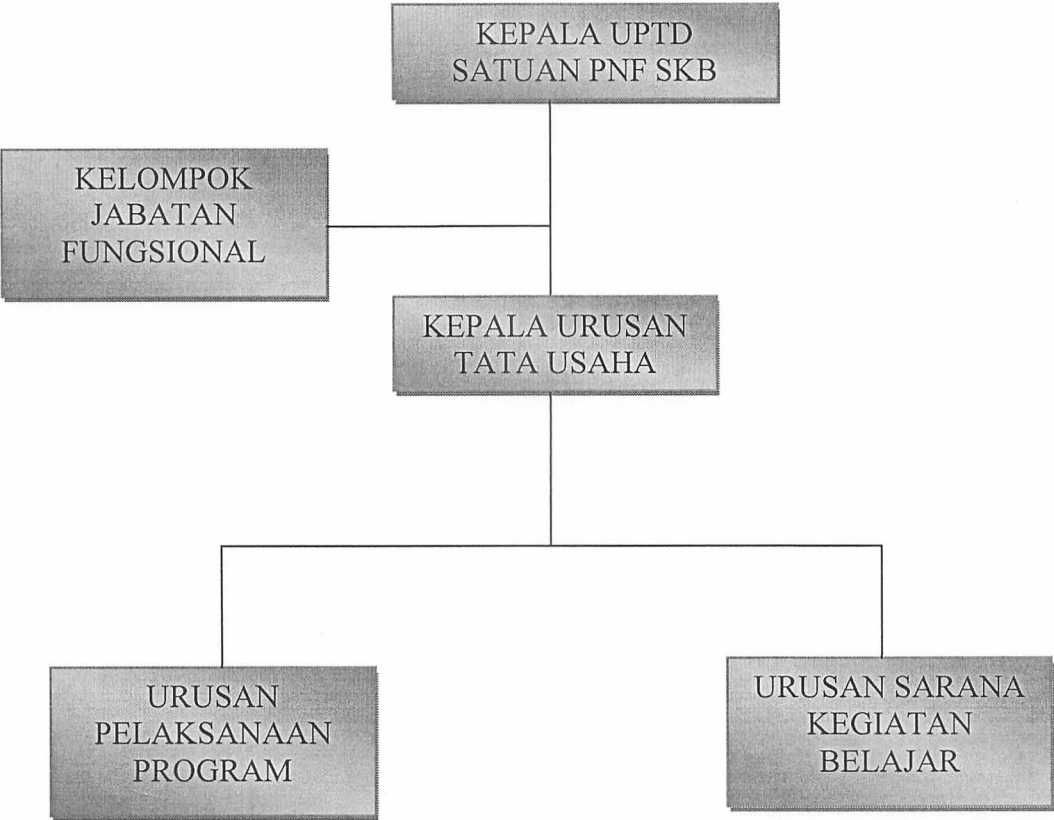 KEPALA UPTD
SATUAN PNF SKB
KELOMPOK
JABATAN
FUNGSIONAL
KEPALA URUSAN
TATA USAHA
URUSAN
PELAKSANAAN
PROGRAM
URUSAN SARANA
KEGIATAN
BELAJAR